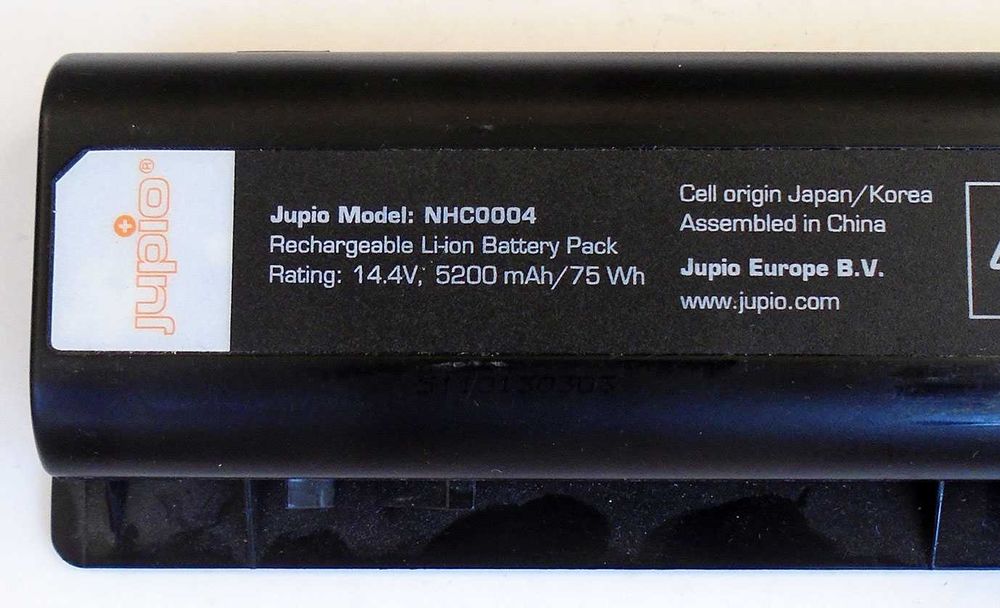 Jupio®
Jupio Model: NHC0004
Rechargeable Li-ion Battery Pack
Rating: 14.4V, 5200 mAh/75 Wh
Cell origin Japan/Korea
Assembled in China
Jupio Europe B.V.
www.jupio.com